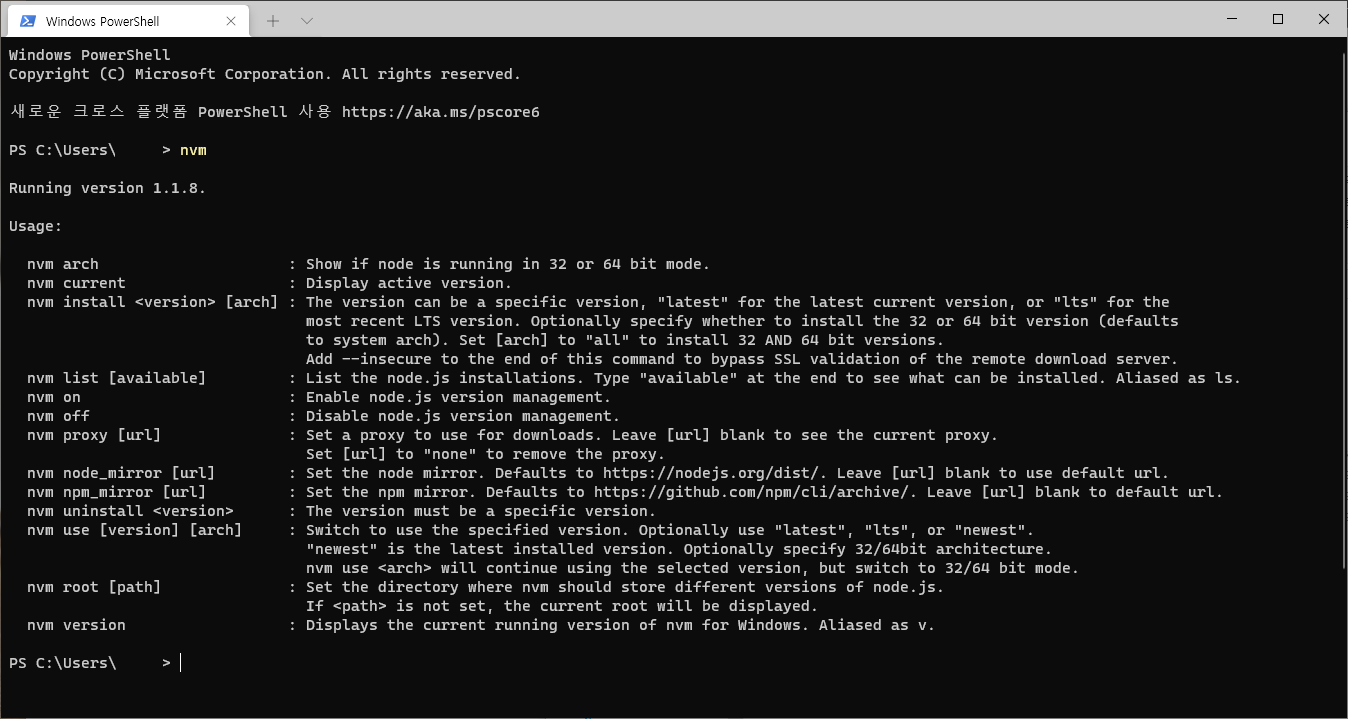 Windows PowerShell
Windows PowerShell
Copyright (C) Microsoft Corporation. All rights reserved.
새로운 크로스 플랫폼 PowerShell 사용 https://aka.ms/pscore6
PS C:\Users\     > nvm
Running version 1.1.8.
Usage:
nvm arch                     : Show if node is running in 32 or 64 bit mode.
nvm current                  : Display active version.
nvm install <version> [arch] : The version can be a specific version, "latest" for the latest current version, or "lts" for the
most recent LTS version. Optionally specify whether to install the 32 or 64 bit version (defaults
to system arch). Set [arch] to "all" to install 32 AND 64 bit versions.
Add --insecure to the end of this command to bypass SSL validation of the remote download server.
nvm list [available]         : List the node.js installations. Type "available" at the end to see what can be installed. Aliased as ls.
nvm on                       : Enable node.js version management.
nvm off                      : Disable node.js version management.
nvm proxy [url]              : Set a proxy to use for downloads. Leave [url] blank to see the current proxy.
Set [url] to "none" to remove the proxy.
nvm node_mirror [url]        : Set the node mirror. Defaults to https://nodejs.org/dist/. Leave [url] blank to use default url.
nvm npm_mirror [url]         : Set the npm mirror. Defaults to https://github.com/npm/cli/archive/. Leave [url] blank to default url.
nvm uninstall <version>      : The version must be a specific version.
nvm use [version] [arch]     : Switch to use the specified version. Optionally use "latest", "lts", or "newest".
"newest" is the latest installed version. Optionally specify 32/64bit architecture.
nvm use <arch> will continue using the selected version, but switch to 32/64 bit mode.
nvm root [path]              : Set the directory where nvm should store different versions of node.js.
If <path> is not set, the current root will be displayed.
nvm version                  : Displays the current running version of nvm for Windows. Aliased as v.
PS C:\Users\     >